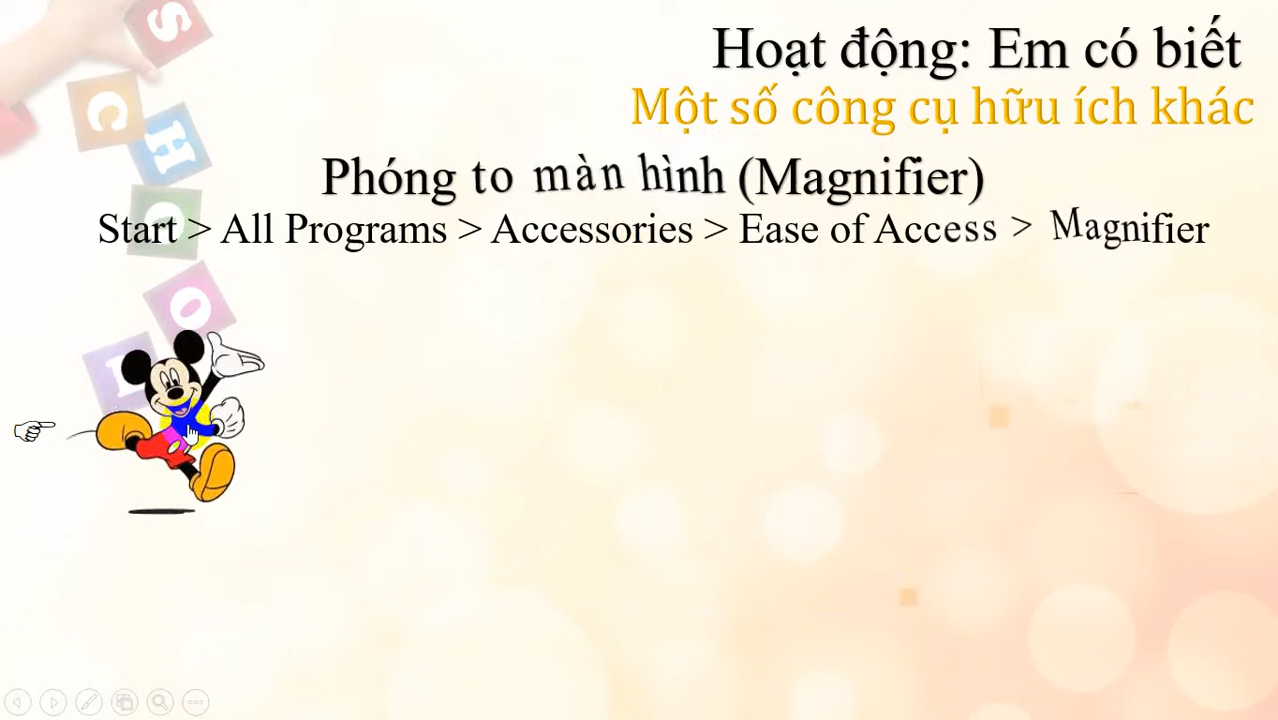 Hoạt động: Em có biết
Một số công cụ hữu ích khác
Phóng to màn hình (Magnifier)
Start > All Programs > Accessories > Ease of Access > Magnifier
S
C
H
O
O
L